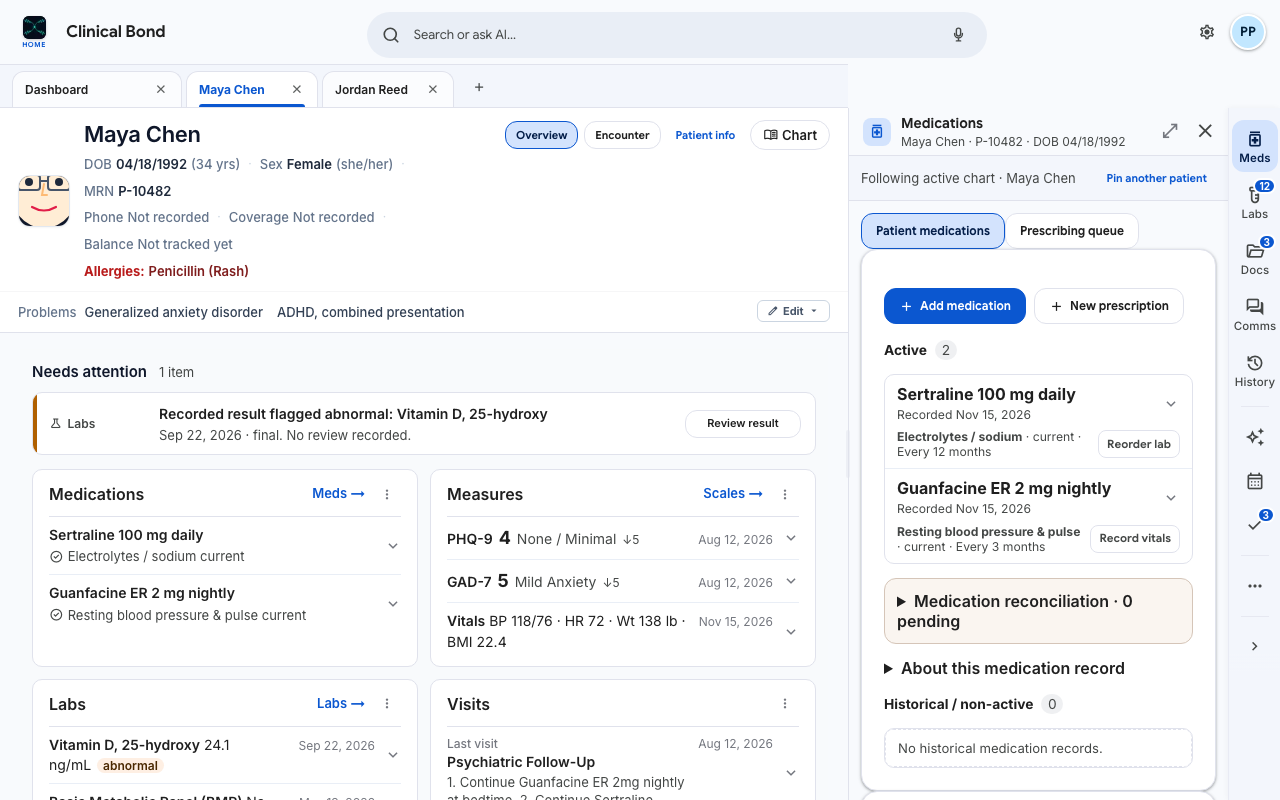 HOME
Clinical Bond
Search or ask AI...
PP
Dashboard
Maya Chen
Jordan Reed
Maya Chen
Overview
Encounter
Patient info
Chart
DOB 04/18/1992 (34 yrs) · Sex Female (she/her) ·
MRN P-10482
Phone Not recorded · Coverage Not recorded ·
Balance Not tracked yet
Allergies: Penicillin (Rash)
Problems Generalized anxiety disorder ADHD, combined presentation
Edit
Needs attention 1 item
Labs
Recorded result flagged abnormal: Vitamin D, 25-hydroxy
Sep 22, 2026 · final. No review recorded.
Review result
Medications
Meds →
Sertraline 100 mg daily
Electrolytes / sodium current
Guanfacine ER 2 mg nightly
Resting blood pressure & pulse current
Measures
Scales →
PHQ-9 4 None / Minimal ↓5 Aug 12, 2026
GAD-7 5 Mild Anxiety ↓5 Aug 12, 2026
Vitals BP 118/76 · HR 72 · Wt 138 lb · Nov 15, 2026
BMI 22.4
Labs
Labs →
Vitamin D, 25-hydroxy 24.1 Sep 22, 2026
ng/mL abnormal
Visits
Last visit Aug 12, 2026
Psychiatric Follow-Up
1. Continue Guanfacine ER 2mg nightly
at bedtime. 2. Continue Sertraline
Medications
Maya Chen · P-10482 · DOB 04/18/1992
Following active chart · Maya Chen
Pin another patient
Patient medications
Prescribing queue
+ Add medication
+ New prescription
Active 2
Sertraline 100 mg daily
Recorded Nov 15, 2026
Electrolytes / sodium · current ·
Every 12 months
Reorder lab
Guanfacine ER 2 mg nightly
Recorded Nov 15, 2026
Resting blood pressure & pulse
· current · Every 3 months
Record vitals
Medication reconciliation · 0
pending
About this medication record
Historical / non-active 0
No historical medication records.
Meds
12
Labs
3
Docs
Comms
History
3